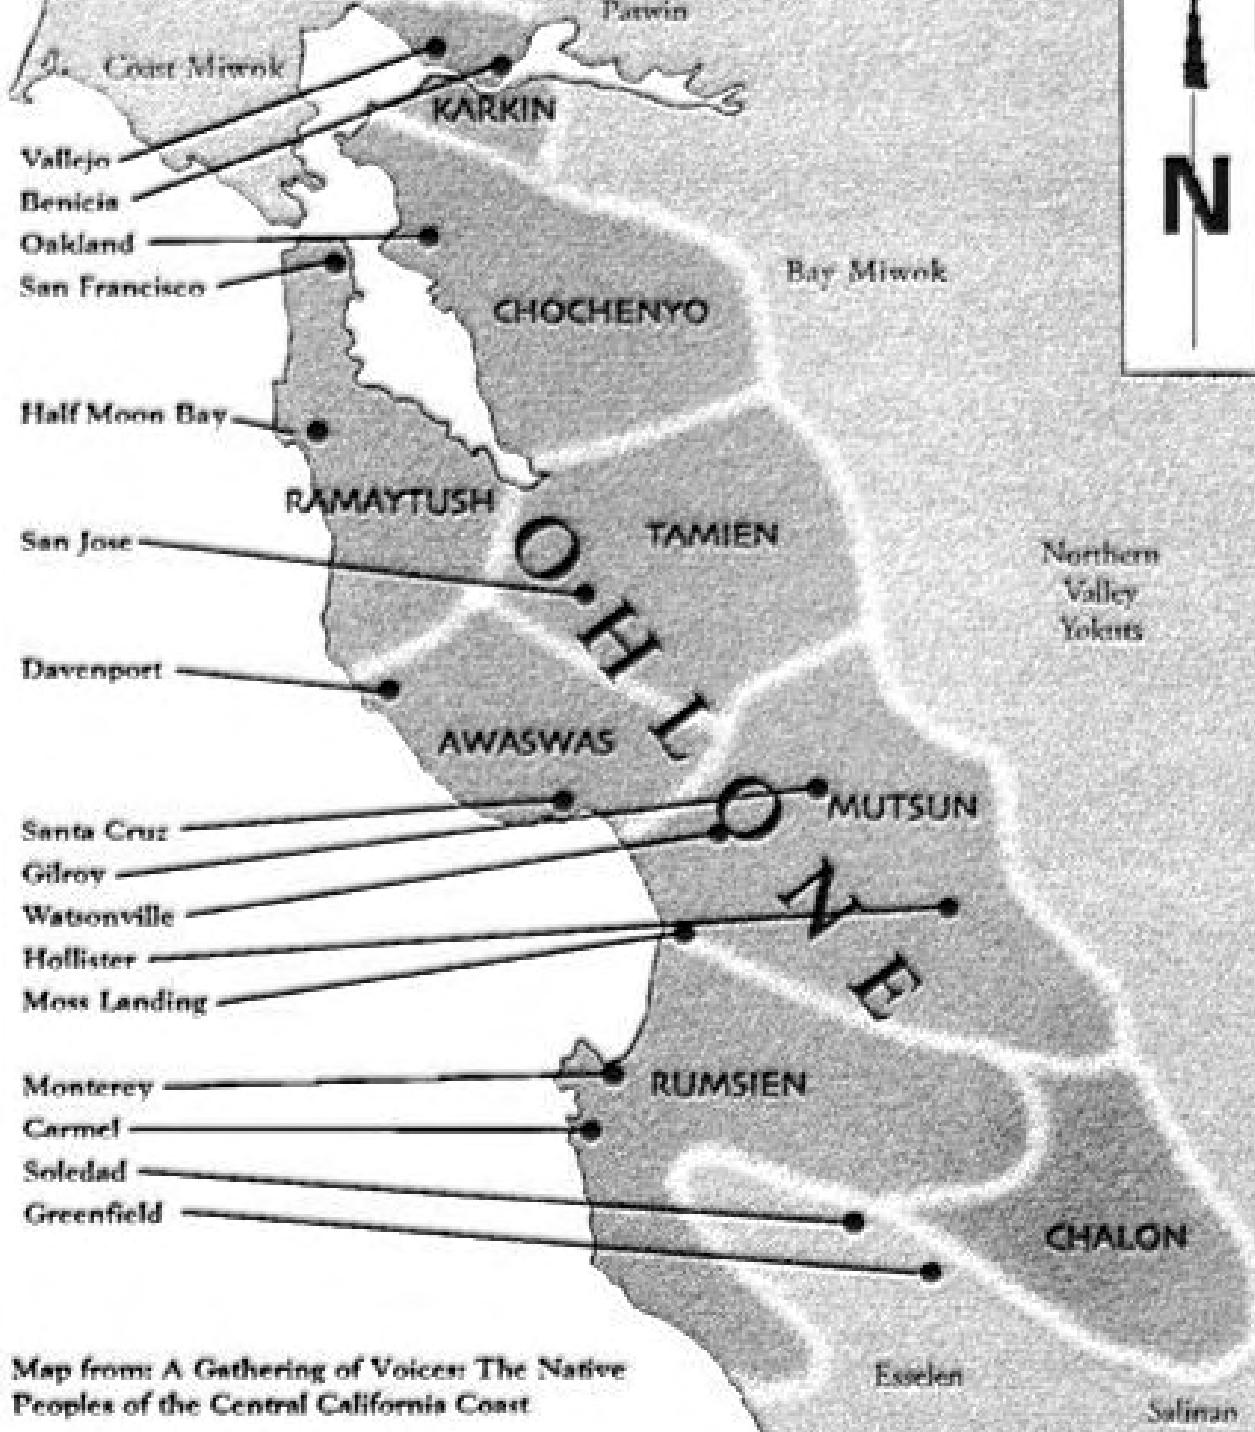 Patwin
Coast Miwok
KARKIN
Vallejo
Benicia
Oakland
San Francisco
N
Bay Miwok
CHOCHENYO
Half Moon Bay
RAMAYTUSH
San Jose
TAMIEN
Northern
Valley
Yokuts
OHLONE
Davenport
AWASWAS
Santa Cruz
MUTSUN
Gilroy
Watsonville
Hollister
Moss Landing
Monterey
RUMSIEN
Carmel
Soledad
Greenfield
CHALON
Esselen
Salinan
Map from: A Gathering of Voices: The Native
Peoples of the Central California Coast